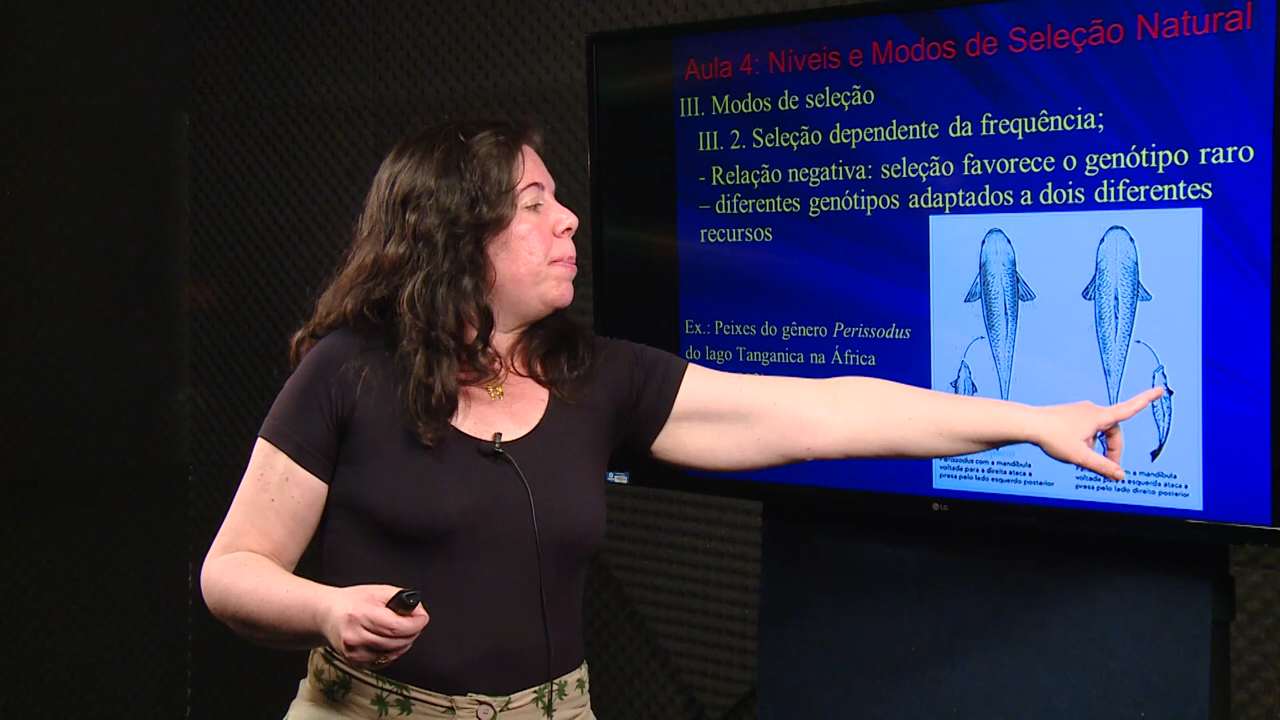 Aula 4: Níveis e Modos de Seleção Natural
III. Modos de seleção
III. 2. Seleção dependente da frequência;
- Relação negativa: seleção favorece o genótipo raro
– diferentes genótipos adaptados a dois diferentes
recursos
Ex.: Peixes do gênero Perissodus
do lago Tanganica na África
Perissodus com a mandíbula
voltada para a direita ataca a
presa pelo lado esquerdo posterior
com a mandíbula
esquerda ataca a
presa pelo lado direito posterior
LG